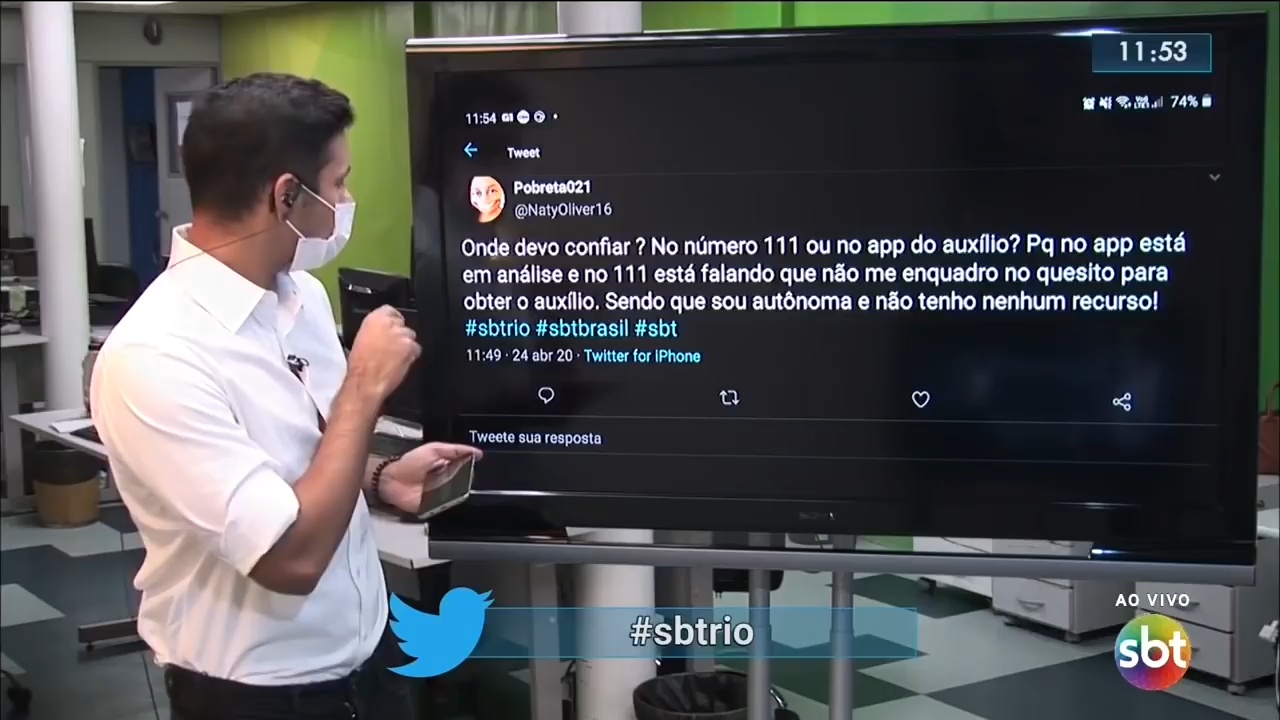 11:53
11:54
74%
Tweet
Pobreta021
@NatyOliver16
Onde devo confiar ? No número 111 ou no app do auxílio? Pq no app está
em análise e no 111 está falando que não me enquadro no quesito para
obter o auxílio. Sendo que sou autônoma e não tenho nenhum recurso!
#sbtrio #sbtbrasil #sbt
11:49 · 24 abr 20 · Twitter for iPhone
Tweete sua resposta
#sbtrio
AO VIVO
sbt